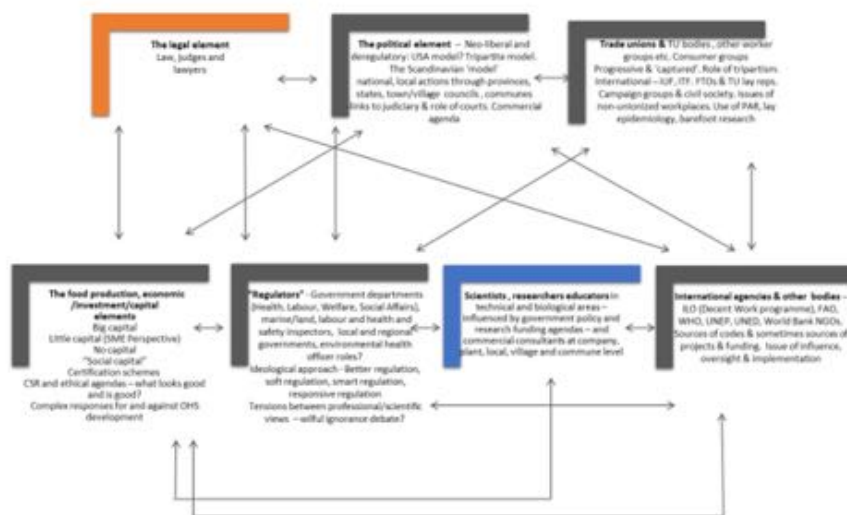 The legal element
Law, judges and
lawyers
The political element – Neo-liberal and
deregulatory: USA model? Tripartite model.
The Scandinavian 'model'
national, local actions through provinces,
states, town/village councils, communes
links to judiciary & role of courts. Commercial
agenda
Trade unions & TU bodies, other worker
groups etc. Consumer groups
Progressive & 'captured'. Role of tripartism.
International – IUF, ITF. FTOs & TU lay reps.
Campaign groups & civil society. Issues of
non-unionized workplaces. Use of PAR, lay
epidemiology, barefoot research
The food production, economic
/investment/capital
elements
Big capital
Little capital (SME Perspective)
No capital
"Social capital"
Certification schemes
CSR and ethical agendas – what looks good
and is good?
Complex responses for and against OHS
development
"Regulators" - Government departments
(Health, Labour, Welfare, Social Affairs),
marine/land, labour and health and
safety inspectors, local and regional
governments, environmental health
officer roles?
Ideological approach - Better regulation,
soft regulation, smart regulation,
responsive regulation
Tensions between professional/scientific
views – wilful ignorance debate?
Scientists, researchers educators in
technical and biological areas –
influenced by government policy and
research funding agendas – and
commercial consultants at company,
plant, local, village and commune level
International agencies & other bodies –
ILO (Decent Work programme), FAO,
WHO, UNEP, UNED, World Bank NGOs.
Sources of codes & sometimes sources of
projects & funding. Issue of influence,
oversight & implementation